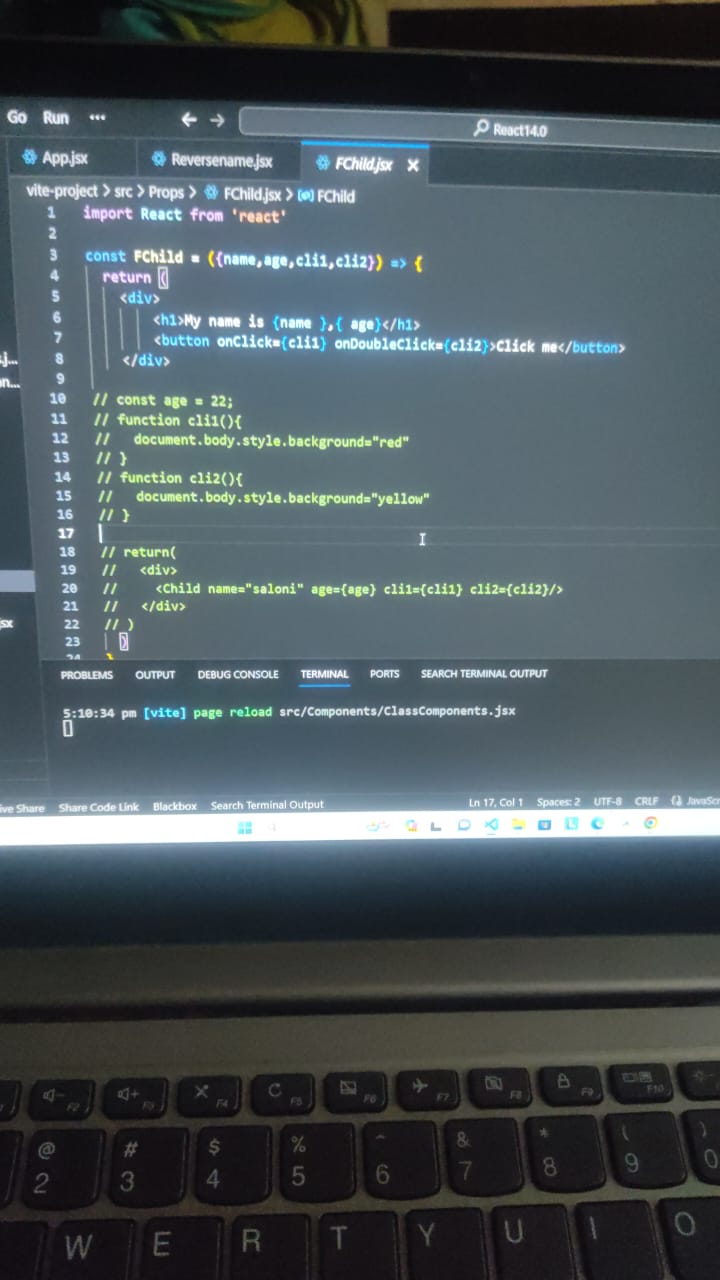 Go Run ··· ← → React14.0
App.jsx Reversename.jsx FChild.jsx ×
vite-project > src > Props > FChild.jsx > FChild
1 import React from 'react'
2
3 const FChild = ({name,age,cli1,cli2}) => {
4 return (
5 <div>
6 <h1>My name is {name },{ age}</h1>
7 <button onClick={cli1} onDoubleClick={cli2}>Click me</button>
8 </div>
9
10 // const age = 22;
11 // function cli1(){
12 // document.body.style.background="red"
13 // }
14 // function cli2(){
15 // document.body.style.background="yellow"
16 // }
17
18 // return(
19 // <div>
20 // <Child name="saloni" age={age} cli1={cli1} cli2={cli2}/>
21 // </div>
22 // )
23 )
24 }
PROBLEMS OUTPUT DEBUG CONSOLE TERMINAL PORTS SEARCH TERMINAL OUTPUT
5:10:34 pm [vite] page reload src/Components/ClassComponents.jsx
ive Share Share Code Link Blackbox Search Terminal Output Ln 17, Col 1 Spaces: 2 UTF-8 CRLF {} JavaScr
F2 F3 F4 F5 F6 F7 F8 F9 F10
@ # $ % ^ & * ( )
2 3 4 5 6 7 8 9 0
W E R T Y U I O